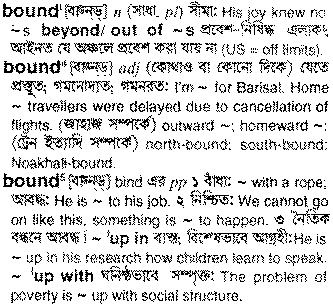 bound³ [বাউন্‌ড্] n (সাধা. pl) সীমা: His joy knew no
~s beyond/ out of ~s প্রবেশ-নিষিদ্ধ এলাকা;
আইনত যে অঞ্চলে প্রবেশ করা যায় না (US = off limits).
bound⁴ [বাউন্‌ড্] adj (কোথাও বা কোনো দিকে) যেতে
প্রস্তুত; গমনোদ্যত; গমনরত: I'm ~ for Barisal. Home
~ travellers were delayed due to cancellation of
flights. (জাহাজ সম্পর্কে) outward ~; homeward ~;
(ট্রেন ইত্যাদি সম্পর্কে) north-bound; south-bound;
Noakhali-bound.
bound⁵ [বাউন্‌ড্] bind এর pp ১ বাঁধা: ~ with a rope;
আবদ্ধ: He is ~ to his job. ২ নিশ্চিত: We cannot go
on like this, something is ~ to happen. ৩ নৈতিক
বন্ধনে আবদ্ধ। ~ 'up in ব্যস্ত; বিশেষভাবে আগ্রহী: He is
~ up in his research how children learn to speak.
~ 'up with ঘনিষ্ঠভাবে সম্পৃক্ত: The problem of
poverty is ~ up with social structure.